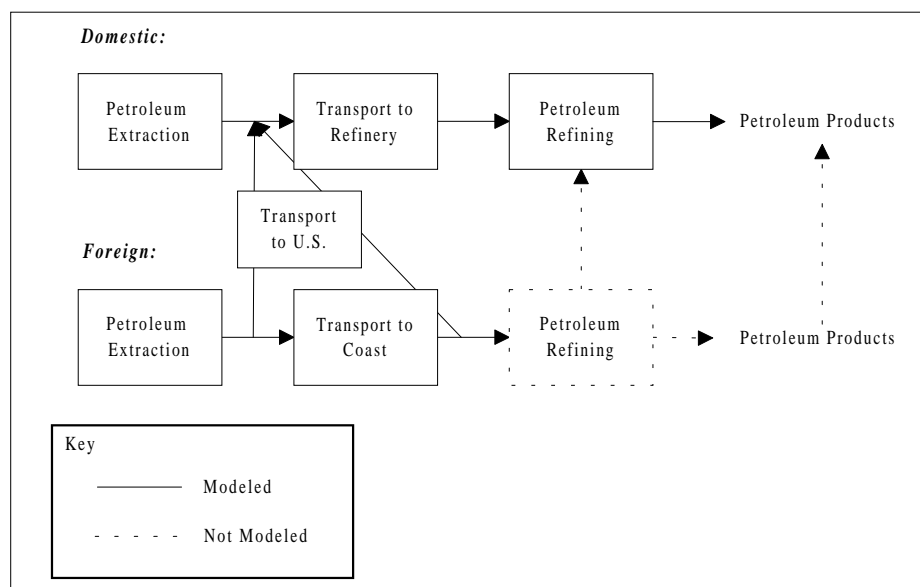 Domestic:
Petroleum
Extraction
Transport to
Refinery
Petroleum
Refining
Petroleum Products
Transport
to U.S.
Foreign:
Petroleum
Extraction
Transport to
Coast
Petroleum
Refining
Petroleum Products
Key
Modeled
Not Modeled